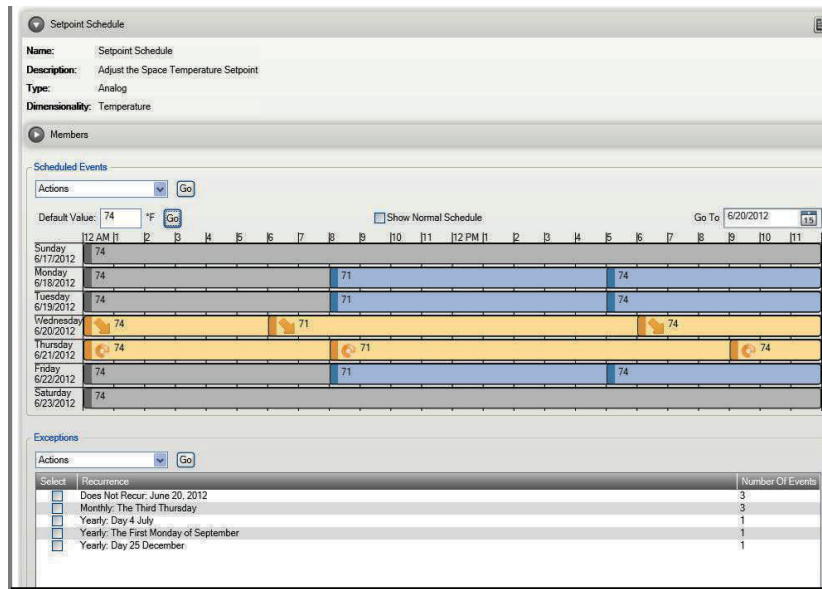 Setpoint Schedule
Name: Setpoint Schedule
Description: Adjust the Space Temperature Setpoint
Type: Analog
Dimensionality: Temperature
Members
Scheduled Events
Actions Go
Default Value: 74 °F Go Show Normal Schedule Go To 6/20/2012 15
12 AM 1 2 3 4 5 6 7 8 9 10 11 12 PM 1 2 3 4 5 6 7 8 9 10 11
Sunday 74
6/17/2012
Monday 74 71 74
6/18/2012
Tuesday 74 71 74
6/19/2012
Wednesday 74 71 74
6/20/2012
Thursday 74 71 74
6/21/2012
Friday 74 71 74
6/22/2012
Saturday 74
6/23/2012
Exceptions
Actions Go
Select Recurrence Number Of Events
Does Not Recur: June 20, 2012 3
Monthly: The Third Thursday 3
Yearly: Day 4 July 1
Yearly: The First Monday of September 1
Yearly: Day 25 December 1